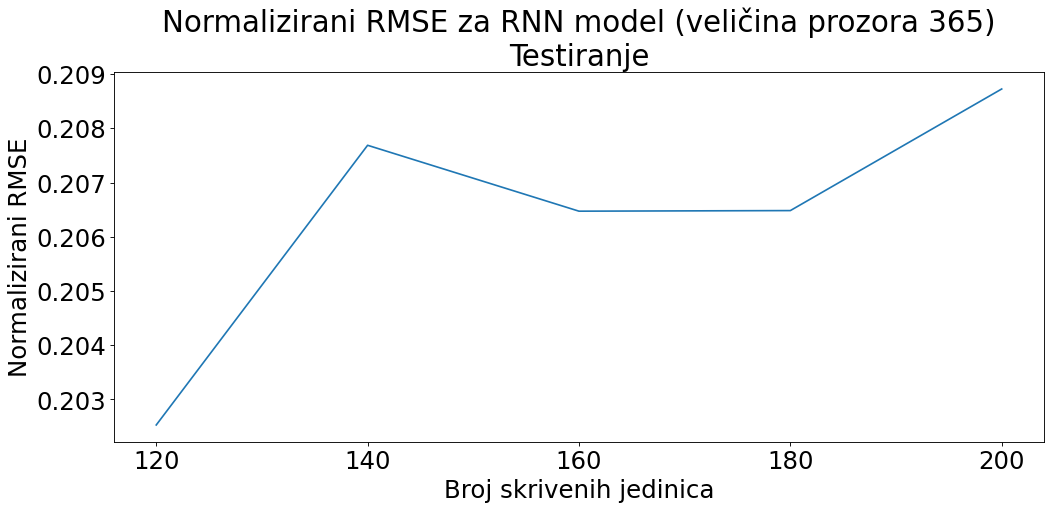 Normalizirani RMSE za RNN model (veličina prozora 365)
Testiranje
Normalizirani RMSE
0.209
0.208
0.207
0.206
0.205
0.204
0.203
120 140 160 180 200
Broj skrivenih jedinica